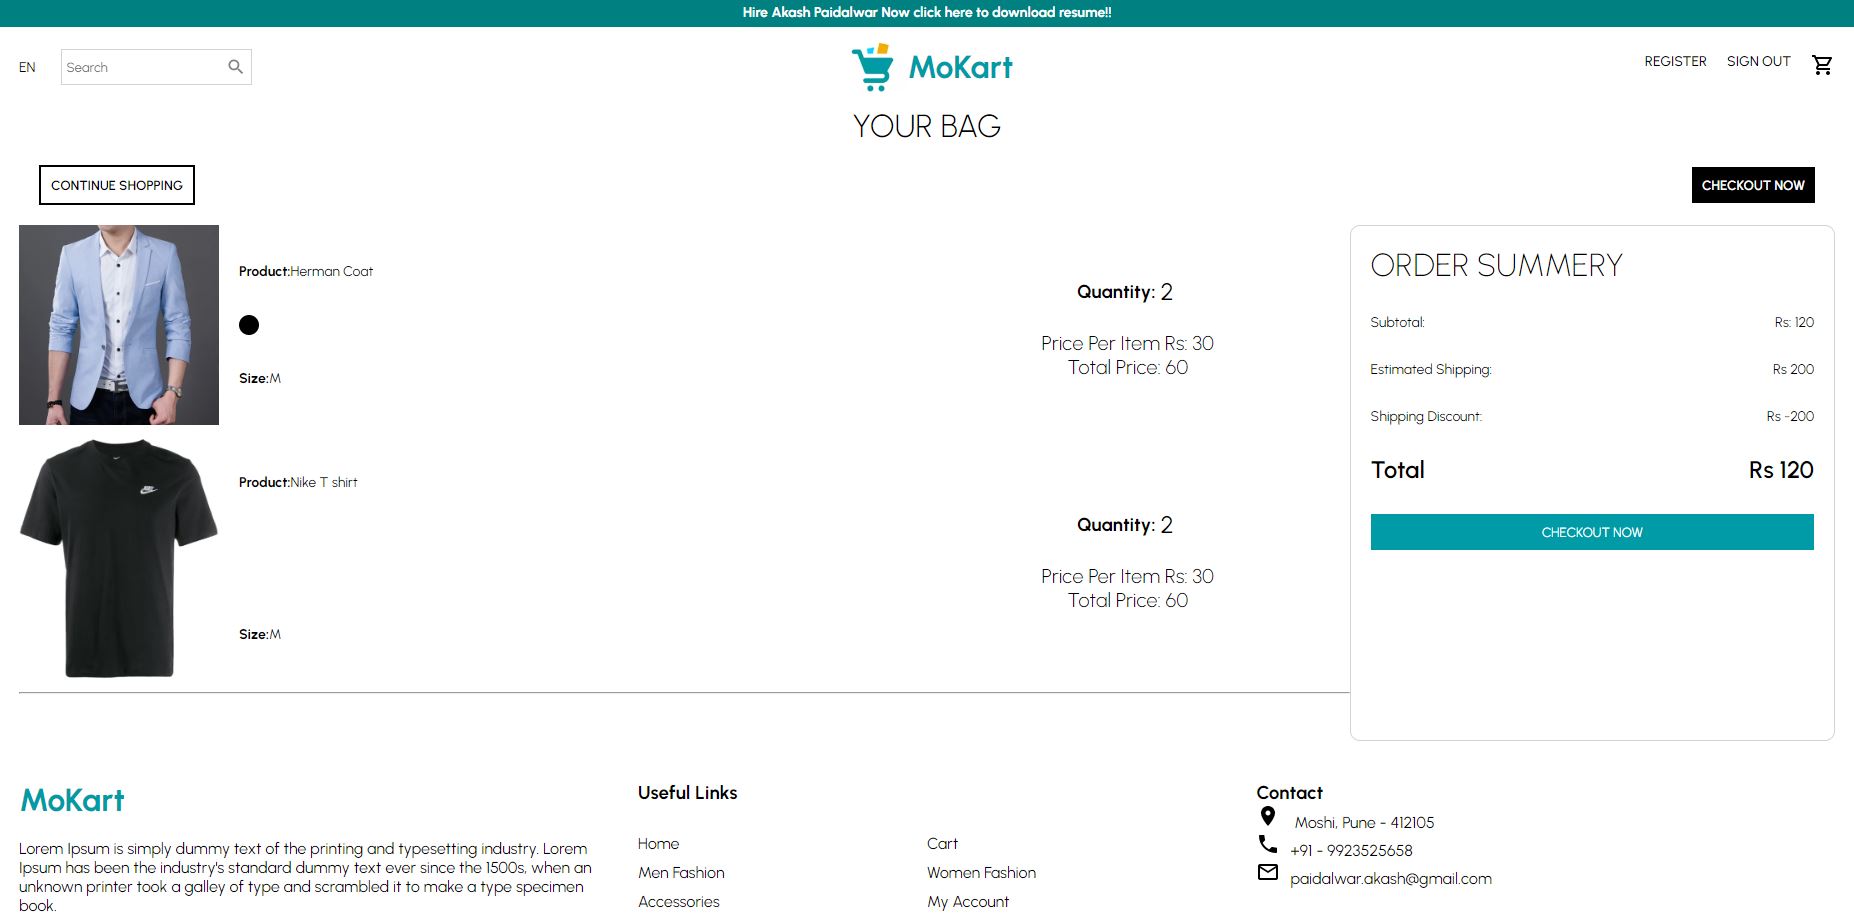 Hire Akash Paidalwar Now click here to download resume!!
EN
Search
MoKart
REGISTER
SIGN OUT
YOUR BAG
CONTINUE SHOPPING
CHECKOUT NOW
Product:Herman Coat
Size:M
Quantity: 2
Price Per Item Rs: 30
Total Price: 60
Product:Nike T shirt
Size:M
Quantity: 2
Price Per Item Rs: 30
Total Price: 60
ORDER SUMMERY
Subtotal: Rs: 120
Estimated Shipping: Rs 200
Shipping Discount: Rs -200
Total Rs 120
CHECKOUT NOW
MoKart
Lorem Ipsum is simply dummy text of the printing and typesetting industry. Lorem
Ipsum has been the industry's standard dummy text ever since the 1500s, when an
unknown printer took a galley of type and scrambled it to make a type specimen
book.
Useful Links
Home
Cart
Men Fashion
Women Fashion
Accessories
My Account
Contact
Moshi, Pune - 412105
+91 - 9923525658
paidalwar.akash@gmail.com